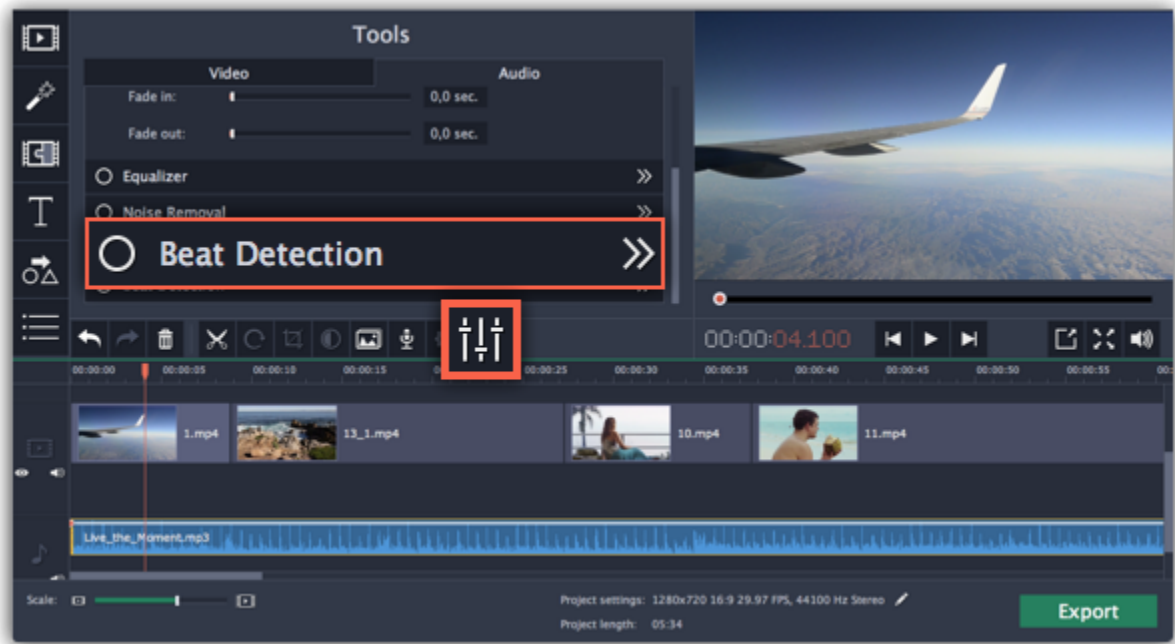 Tools
Video Audio
Fade in: 0,0 sec.
Fade out: 0,0 sec.
Equalizer
Noise Removal
Beat Detection
T
00:00:04.100
00:00:00 00:00:05 00:00:10 00:00:15 00:00:25 00:00:30 00:00:35 00:00:40 00:00:45 00:00:50 00:00:55
1.mp4 13_1.mp4 10.mp4 11.mp4
Live_the_Moment.mp3
Scale: Project settings: 1280x720 16:9 29.97 FPS, 44100 Hz Stereo
Project length: 05:34
Export